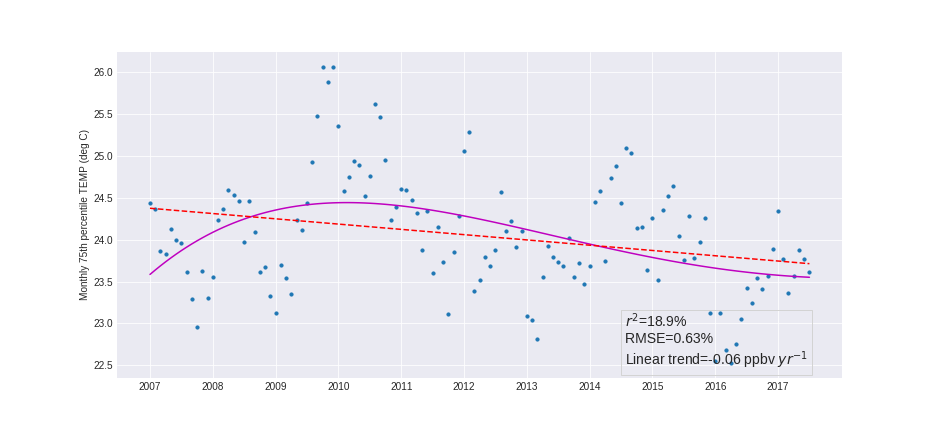 Monthly 75th percentile TEMP (deg C)
26.0
25.5
25.0
24.5
24.0
23.5
23.0
22.5
r²=18.9%
RMSE=0.63%
Linear trend=-0.06 ppbv yr⁻¹
2007 2008 2009 2010 2011 2012 2013 2014 2015 2016 2017